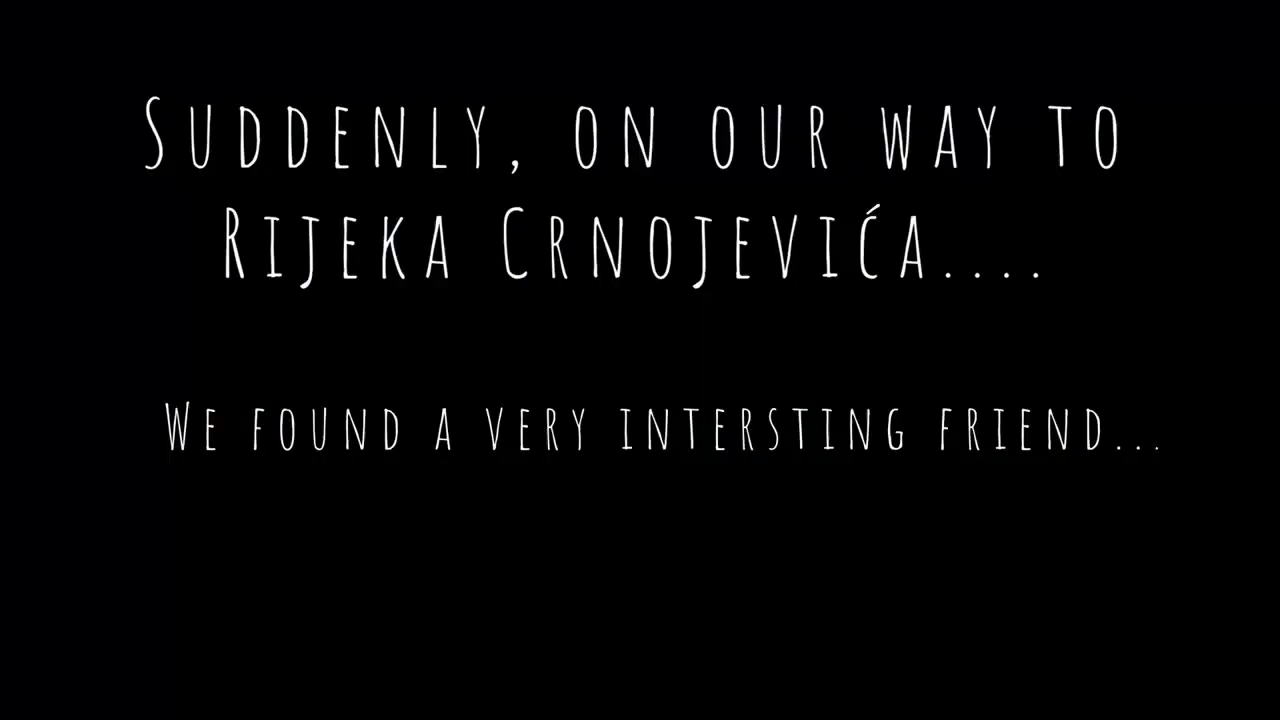 Suddenly, on our way to
Rijeka Crnojevića....
We found a very intersting friend...